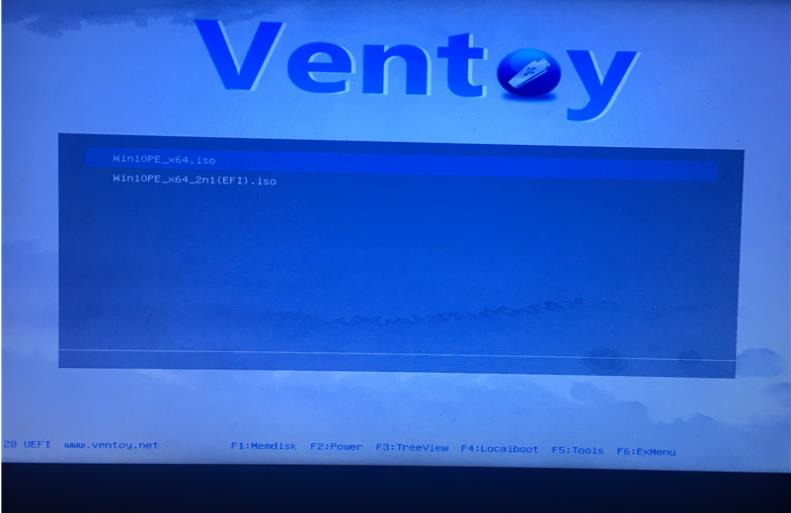 Ventoy
Win10PE_x64.iso
Win10PE_x64_2n1(EFI).iso
28 UEFI www.ventoy.net F1:Memdisk F2:Power F3:TreeView F4:Localboot F5:Tools F6:ExMenu